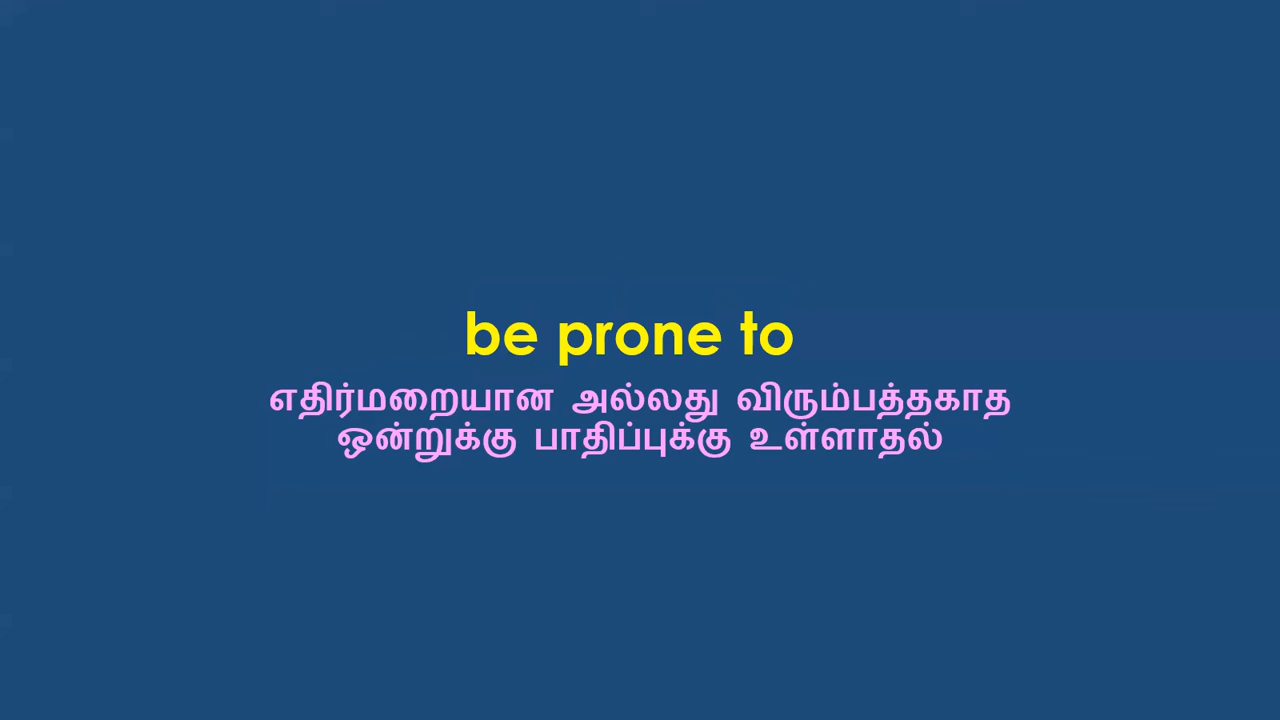 be prone to
எதிர்மறையான அல்லது விரும்பத்தகாத
ஒன்றுக்கு பாதிப்புக்கு உள்ளாதல்